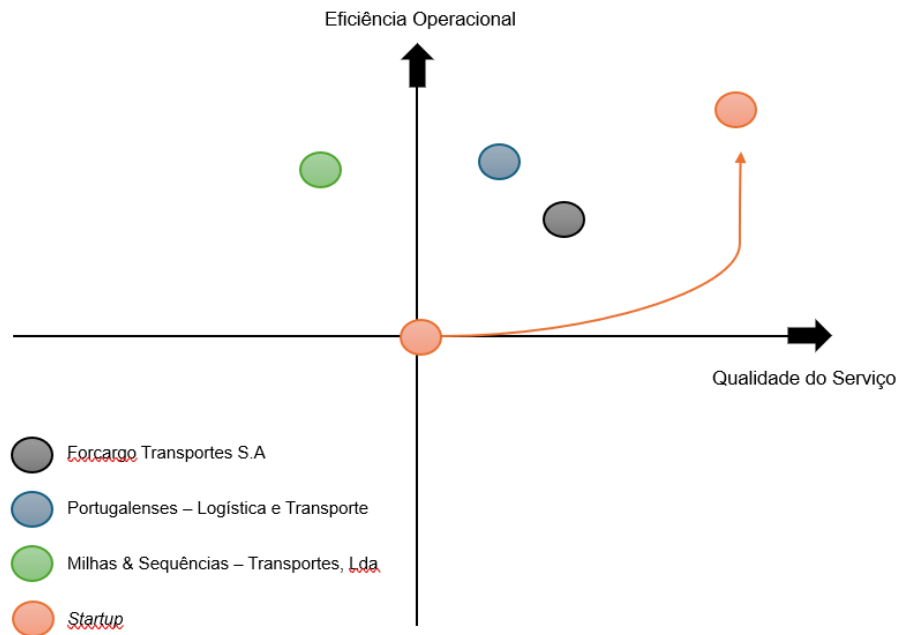 Eficiência Operacional
Qualidade do Serviço
Forcargo Transportes S.A
Portugalenses – Logística e Transporte
Milhas & Sequências – Transportes, Lda
Startup